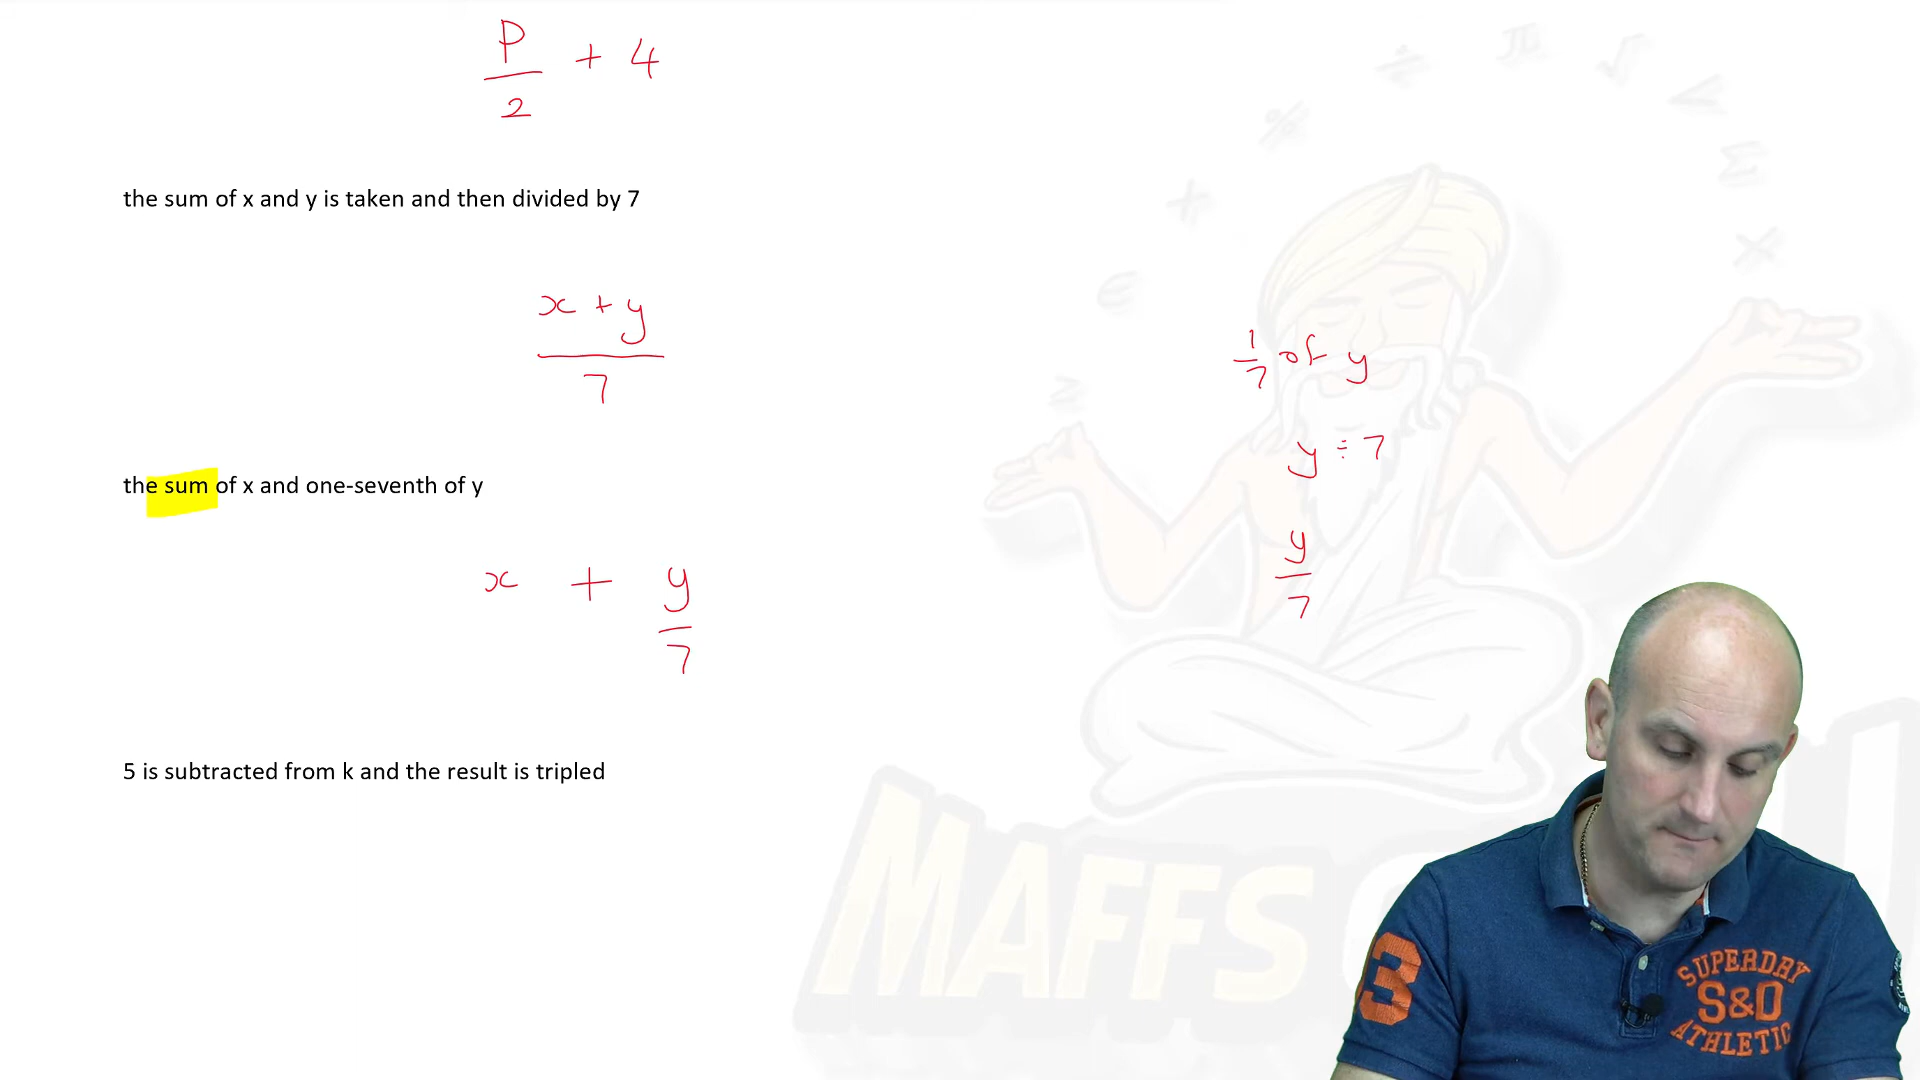 P/2 + 4
the sum of x and y is taken and then divided by 7
x + y
7
1/7 of y
y ÷ 7
the sum of x and one-seventh of y
y/7
x + y/7
5 is subtracted from k and the result is tripled
MAFFS
3
SUPERDRY
S&D
ATHLETIC